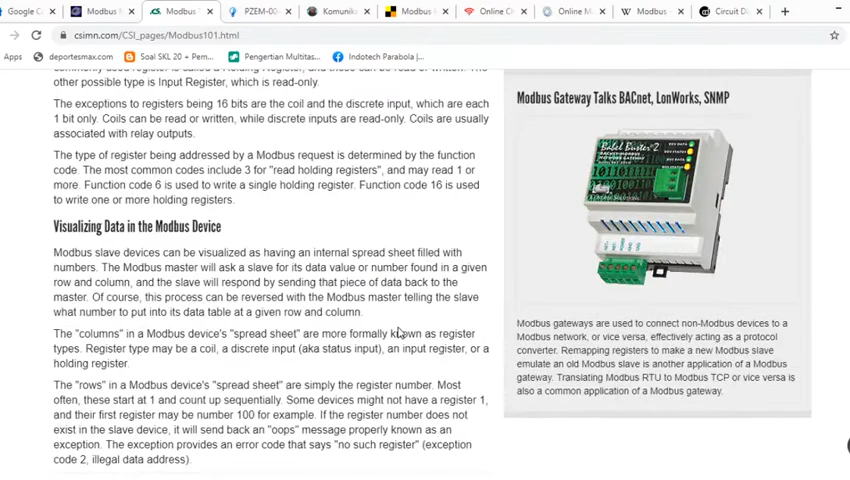 Google C
Modbus M
Modbus T
PZEM-00
Komunika
Modbus
Online C
Online M
Modbus
Circuit D
csimn.com/CSI_pages/Modbus101.html
Apps
deportesmax.com
Soal SKL 20 + Pem...
Pengertian Multitas...
Indotech Parabola |...
commonly used register is called a Holding Register, and these can be read or written. The
other possible type is Input Register, which is read-only.
The exceptions to registers being 16 bits are the coil and the discrete input, which are each
1 bit only. Coils can be read or written, while discrete inputs are read-only. Coils are usually
associated with relay outputs.
The type of register being addressed by a Modbus request is determined by the function
code. The most common codes include 3 for "read holding registers", and may read 1 or
more. Function code 6 is used to write a single holding register. Function code 16 is used
to write one or more holding registers.
Visualizing Data in the Modbus Device
Modbus slave devices can be visualized as having an internal spread sheet filled with
numbers. The Modbus master will ask a slave for its data value or number found in a given
row and column, and the slave will respond by sending that piece of data back to the
master. Of course, this process can be reversed with the Modbus master telling the slave
what number to put into its data table at a given row and column.
The "columns" in a Modbus device's "spread sheet" are more formally known as register
types. Register type may be a coil, a discrete input (aka status input), an input register, or a
holding register.
The "rows" in a Modbus device's "spread sheet" are simply the register number. Most
often, these start at 1 and count up sequentially. Some devices might not have a register 1,
and their first register may be number 100 for example. If the register number does not
exist in the slave device, it will send back an "oops" message properly known as an
exception. The exception provides an error code that says "no such register" (exception
code 2, illegal data address).
Modbus Gateway Talks BACnet, LonWorks, SNMP
Babel Buster 2
Modbus gateways are used to connect non-Modbus devices to a
Modbus network, or vice versa, effectively acting as a protocol
converter. Remapping registers to make a new Modbus slave
emulate an old Modbus slave is another application of a Modbus
gateway. Translating Modbus RTU to Modbus TCP or vice versa is
also a common application of a Modbus gateway.